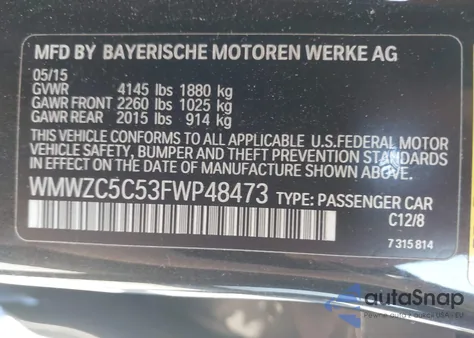 MFD BY BAYERISCHE MOTOREN WERKE AG
05/15
GVWR 4145 lbs 1880 kg
GAWR FRONT 2260 lbs 1025 kg
GAWR REAR 2015 lbs 914 kg
THIS VEHICLE CONFORMS TO ALL APPLICABLE U.S.FEDERAL MOTOR
VEHICLE SAFETY, BUMPER AND THEFT PREVENTION STANDARDS
IN EFFECT ON THE DATE OF MANUFACTURE SHOWN ABOVE.
WMWZC5C53FWP48473 TYPE: PASSENGER CAR
C12/8
7 315 814
autoSnap